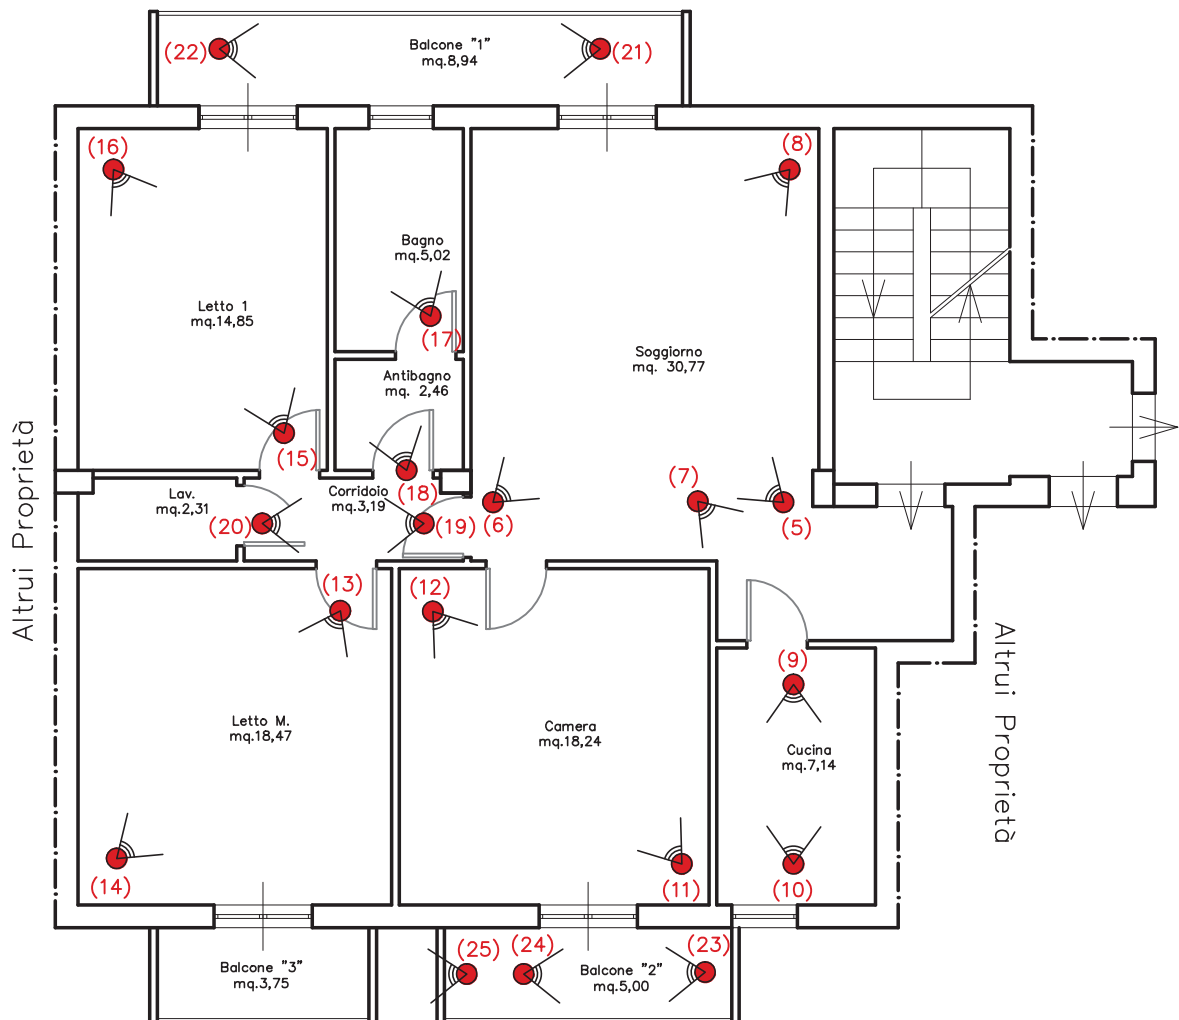 Balcone "1"
mq.8,94
(22)
(21)
(16)
(8)
Bagno
mq.5,02
Letto 1
mq.14,85
(17)
Soggiorno
mq. 30,77
Antibagno
mq. 2,46
(15)
Altrui Proprietà
Lav.
mq.2,31
Corridoio
mq.3,19
(18)
(7)
(20)
(19)
(6)
(5)
(13)
(12)
Altrui Proprietà
(9)
Letto M.
mq.18,47
Camera
mq.18,24
Cucina
mq.7,14
(14)
(11)
(10)
(25)
(24)
(23)
Balcone "3"
mq.3,75
Balcone "2"
mq.5,00